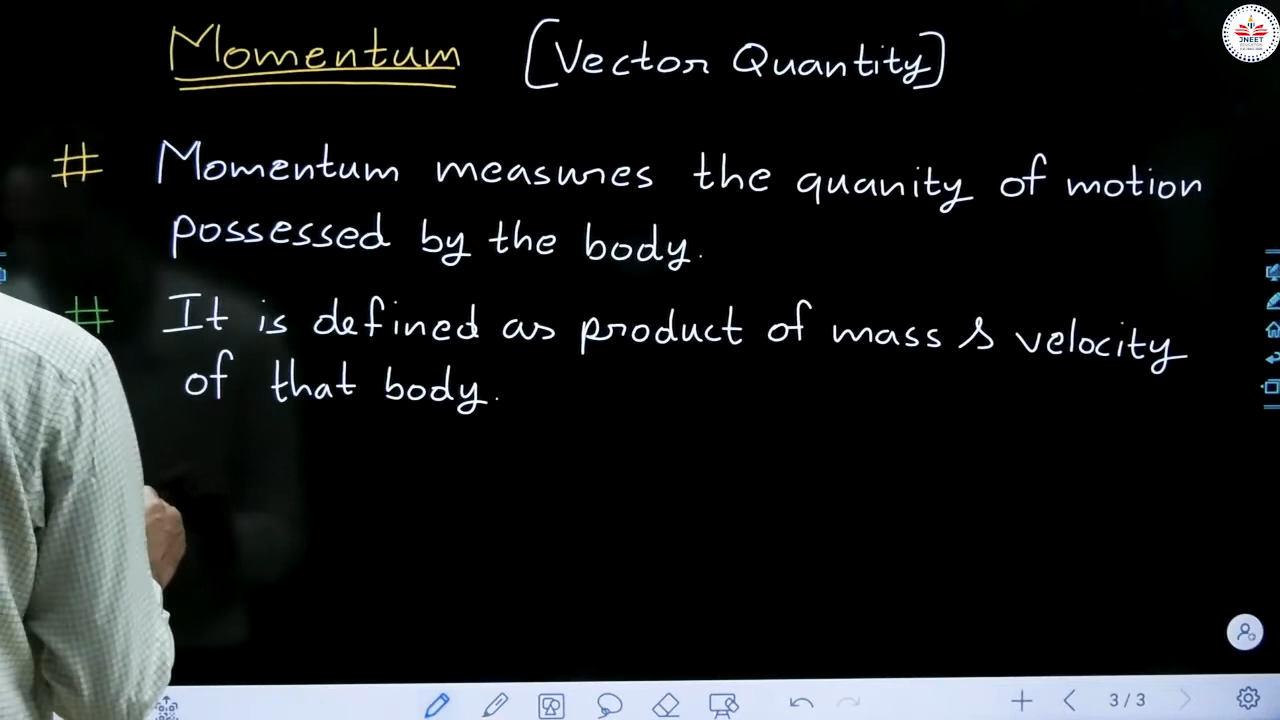 Momentum [Vector Quantity]
JNEET
# Momentum measures the quanity of motion
possessed by the body.
# It is defined as product of mass & velocity
of that body.
3 / 3